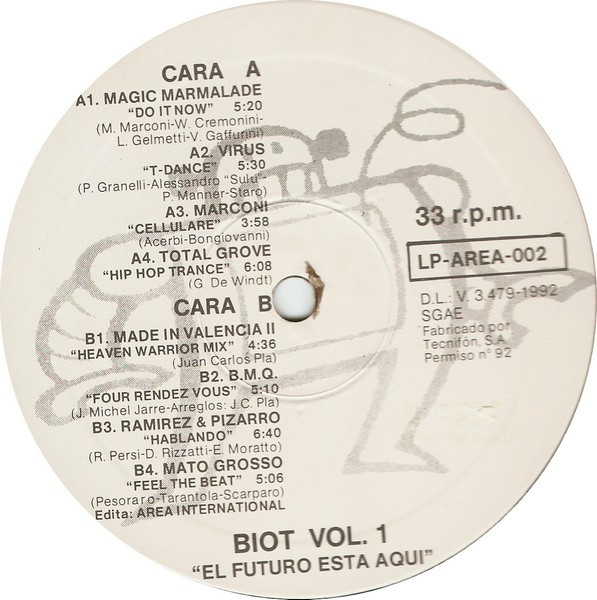 CARA A
A1. MAGIC MARMALADE
"DO IT NOW" 5:20
(M. Marconi-W. Cremonini-
L. Gelmetti-V. Gaffurini)
A2. VIRUS
"T-DANCE" 5:30
(P. Granelli-Alessandro "Sulu"-
P. Manner-Staro)
A3. MARCONI
"CELLULARE" 3:58
(Acerbi-Bongiovanni)
A4. TOTAL GROVE
"HIP HOP TRANCE" 6:08
(G. De Windt)
CARA B
B1. MADE IN VALENCIA II
"HEAVEN WARRIOR MIX" 4:36
(Juan Carlos Pla)
B2. B.M.Q.
"FOUR RENDEZ VOUS" 5:10
(J. Michel Jarre-Arreglos: J.C. Pla)
B3. RAMIREZ & PIZARRO
"HABLANDO" 6:40
(R. Persi-D. Rizzatti-E. Moratto)
B4. MATO GROSSO
"FEEL THE BEAT" 5:06
(Pesoraro-Tarantola-Scarparo)
Edita: AREA INTERNATIONAL
33 r.p.m.
LP-AREA-002
D.L.: V. 3.479-1992
SGAE
Fabricado por
Tecnifón, S.A.
Permiso n° 92
BIOT VOL. 1
"EL FUTURO ESTA AQUI"